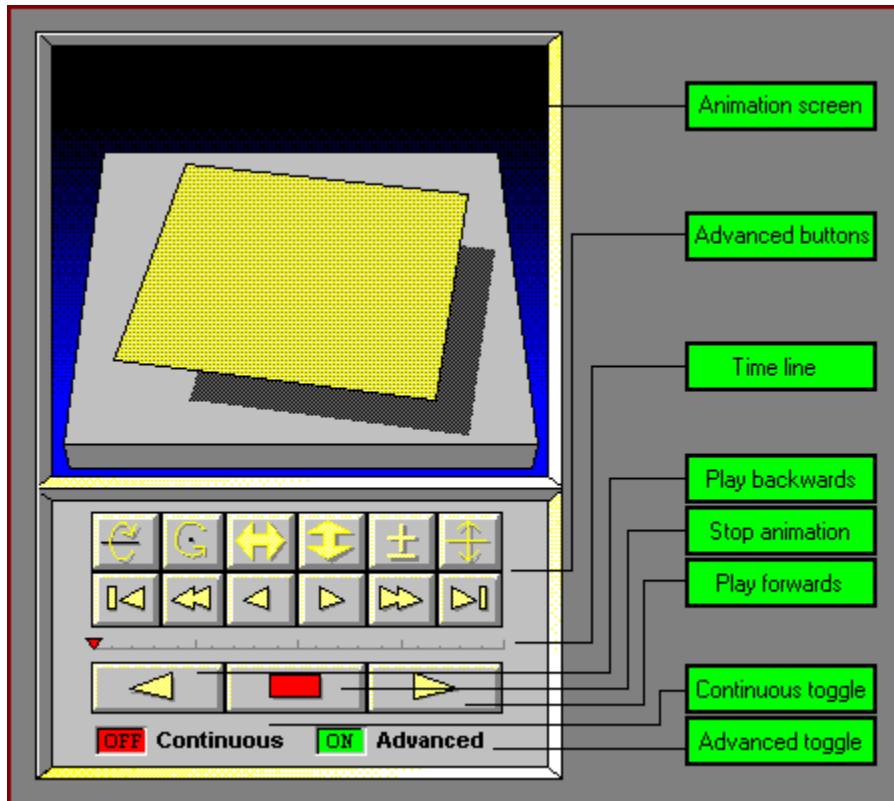 Animation screen
Advanced buttons
Time line
Play backwards
Stop animation
Play forwards
Continuous toggle
OFF Continuous ON Advanced
Advanced toggle